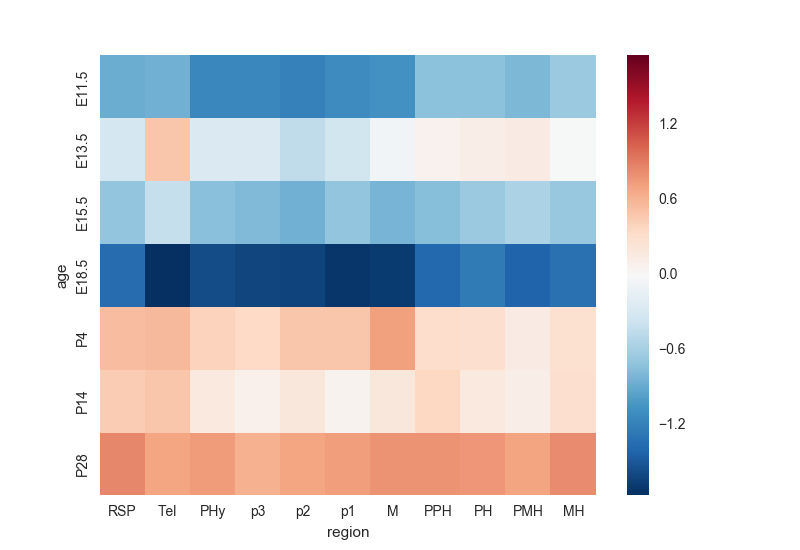 E11.5
E13.5
E15.5
E18.5
P4
P14
P28
age
RSP Tel PHy p3 p2 p1 M PPH PH PMH MH
region
1.2
0.6
0.0
−0.6
−1.2